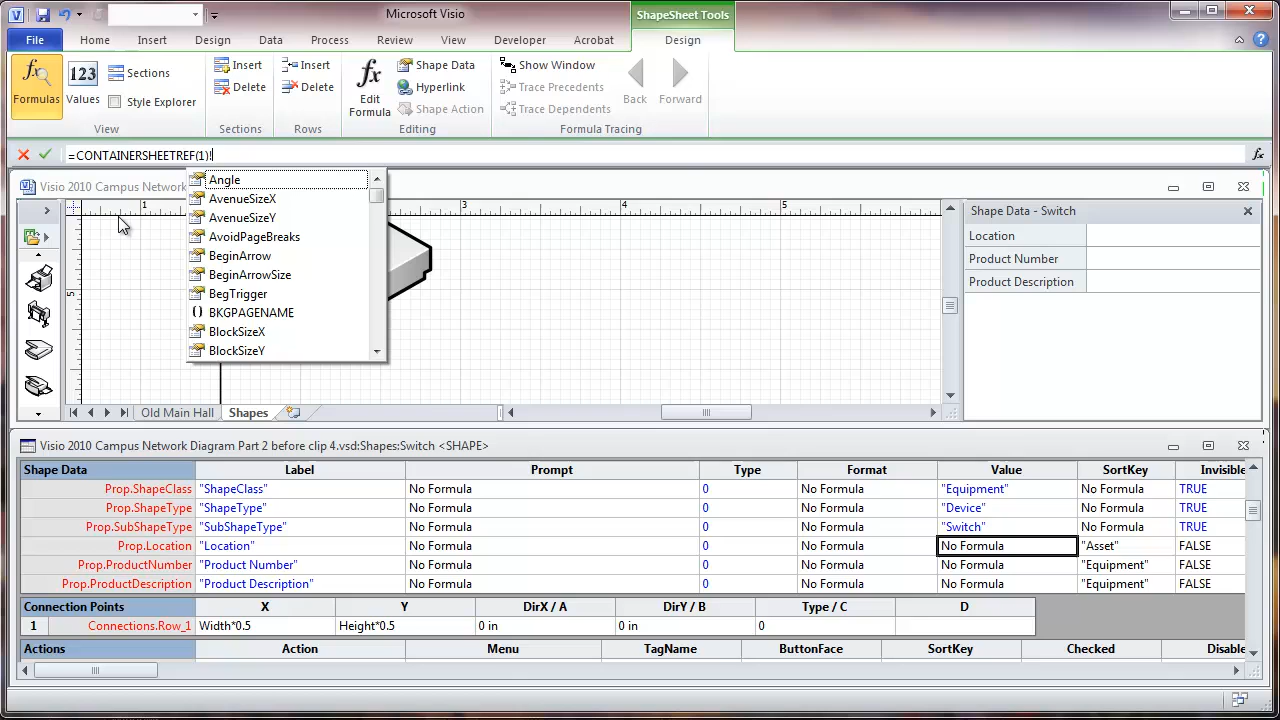 Microsoft Visio
ShapeSheet Tools
File Home Insert Design Data Process Review View Developer Acrobat Design
Formulas
123
Values
Sections
Style Explorer
View
Insert
Delete
Sections
Insert
Delete
Rows
fx
Edit
Formula
Shape Data
Hyperlink
Shape Action
Editing
Show Window
Trace Precedents
Trace Dependents
Back
Forward
Formula Tracing
=CONTAINERSHEETREF(1)!
fx
Visio 2010 Campus Network
1 3 4 5
5
Angle
AvenueSizeX
AvenueSizeY
AvoidPageBreaks
BeginArrow
BeginArrowSize
BegTrigger
BKGPAGENAME
BlockSizeX
BlockSizeY
Shape Data - Switch
Location
Product Number
Product Description
Old Main Hall Shapes
Visio 2010 Campus Network Diagram Part 2 before clip 4.vsd:Shapes:Switch <SHAPE>
Shape Data Label Prompt Type Format Value SortKey Invisible
Prop.ShapeClass "ShapeClass" No Formula 0 No Formula "Equipment" No Formula TRUE
Prop.ShapeType "ShapeType" No Formula 0 No Formula "Device" No Formula TRUE
Prop.SubShapeType "SubShapeType" No Formula 0 No Formula "Switch" No Formula TRUE
Prop.Location "Location" No Formula 0 No Formula No Formula "Asset" FALSE
Prop.ProductNumber "Product Number" No Formula 0 No Formula No Formula "Equipment" FALSE
Prop.ProductDescription "Product Description" No Formula 0 No Formula No Formula "Equipment" FALSE
Connection Points X Y DirX / A DirY / B Type / C D
1 Connections.Row_1 Width*0.5 Height*0.5 0 in 0 in 0
Actions Action Menu TagName ButtonFace SortKey Checked Disable